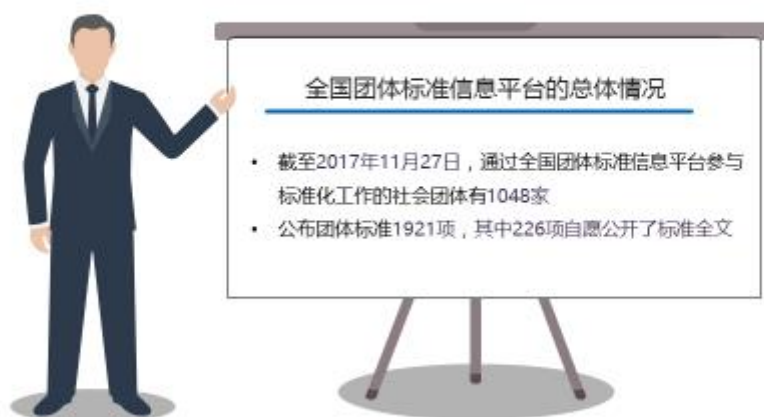 全国团体标准信息平台的总体情况
• 截至2017年11月27日，通过全国团体标准信息平台参与
标准化工作的社会团体有1048家
• 公布团体标准1921项，其中226项自愿公开了标准全文